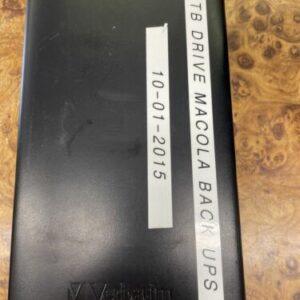 TB DRIVE MACOLA BACK UPS
10-01-2015
Verbatim